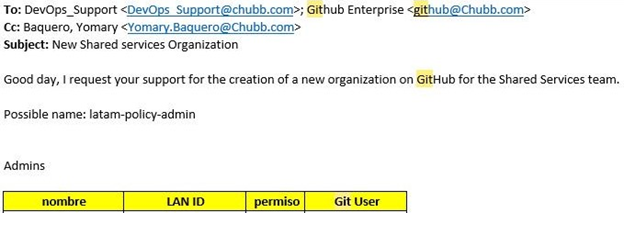 To: DevOps_Support <DevOps_Support@chubb.com>; Github Enterprise <github@Chubb.com>
Cc: Baquero, Yomary <Yomary.Baquero@Chubb.com>
Subject: New Shared services Organization
Good day, I request your support for the creation of a new organization on GitHub for the Shared Services team.
Possible name: latam-policy-admin
Admins
nombre LAN ID permiso Git User